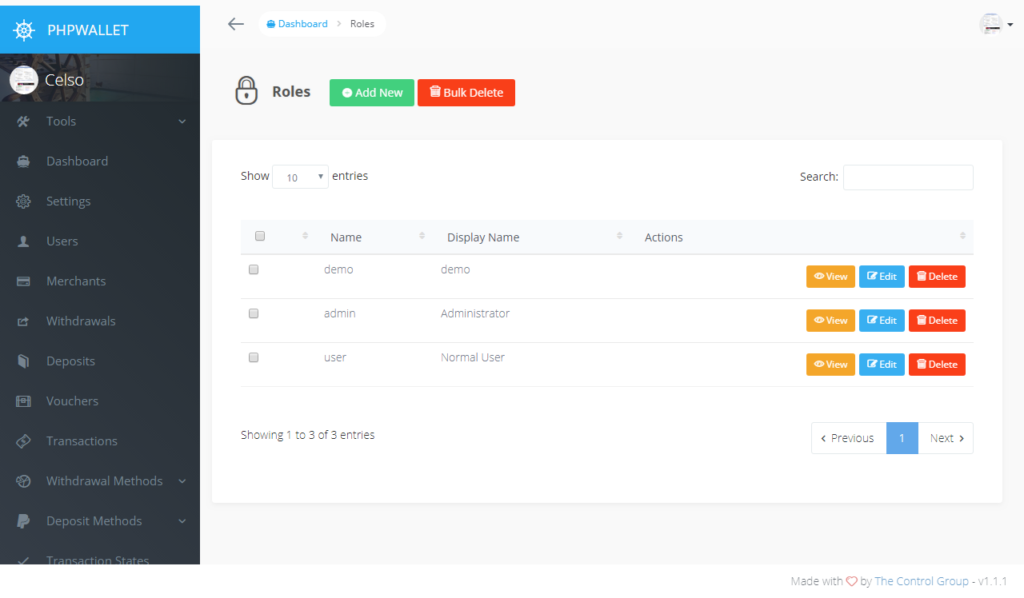 PHPWALLET
Dashboard > Roles
Celso
Tools
Dashboard
Settings
Users
Merchants
Withdrawals
Deposits
Vouchers
Transactions
Withdrawal Methods
Deposit Methods
Transaction States
Roles Add New Bulk Delete
Show 10 entries Search:
Name Display Name Actions
demo demo View Edit Delete
admin Administrator View Edit Delete
user Normal User View Edit Delete
Showing 1 to 3 of 3 entries ‹ Previous 1 Next ›
Made with ♡ by The Control Group - v1.1.1